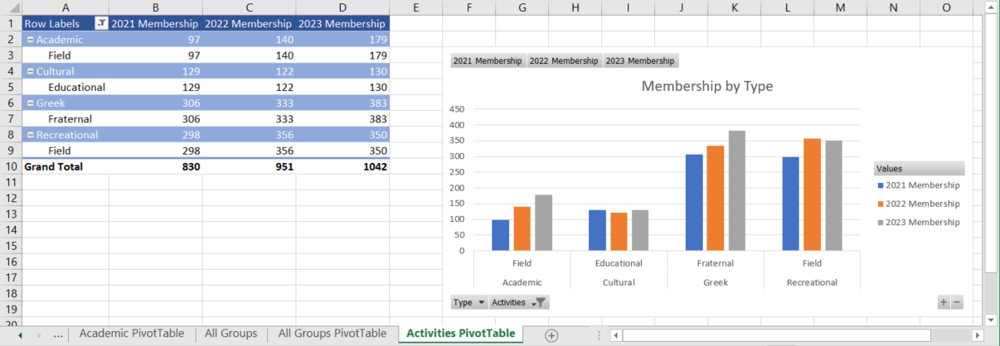 A B C D E F G H I J K L M N O
1 Row Labels 2021 Membership 2022 Membership 2023 Membership
2 Academic 97 140 179
3 Field 97 140 179
4 Cultural 129 122 130
5 Educational 129 122 130
6 Greek 306 333 383
7 Fraternal 306 333 383
8 Recreational 298 356 350
9 Field 298 356 350
10 Grand Total 830 951 1042
11
12
13
14
15
16
17
18
19
20
2021 Membership 2022 Membership 2023 Membership
Membership by Type
450
400
350
300
250
200
150
100
50
0
Field Educational Fraternal Field
Academic Cultural Greek Recreational
Values
2021 Membership
2022 Membership
2023 Membership
Type Activities
+ −
... Academic PivotTable All Groups All Groups PivotTable Activities PivotTable